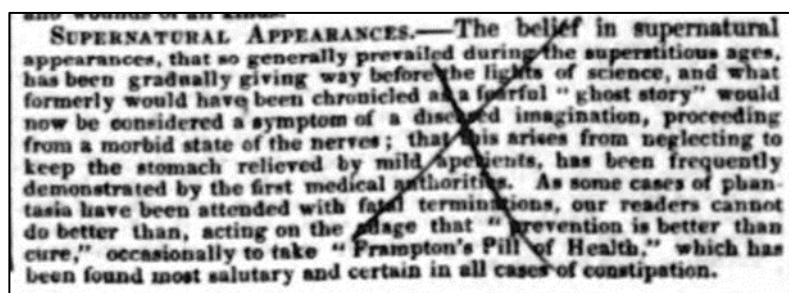 SUPERNATURAL APPEARANCES.—The belief in supernatural
appearances, that so generally prevailed during the superstitious ages,
has been gradually giving way before the lights of science, and what
formerly would have been chronicled as a fearful "ghost story" would
now be considered a symptom of a diseased imagination, proceeding
from a morbid state of the nerves; that this arises from neglecting to
keep the stomach relieved by mild aperients, has been frequently
demonstrated by the first medical authorities. As some cases of phan-
tasia have been attended with fatal terminations, our readers cannot
do better than, acting on the adage that "prevention is better than
cure," occasionally to take "Frampton's Pill of Health," which has
been found most salutary and certain in all cases of constipation.